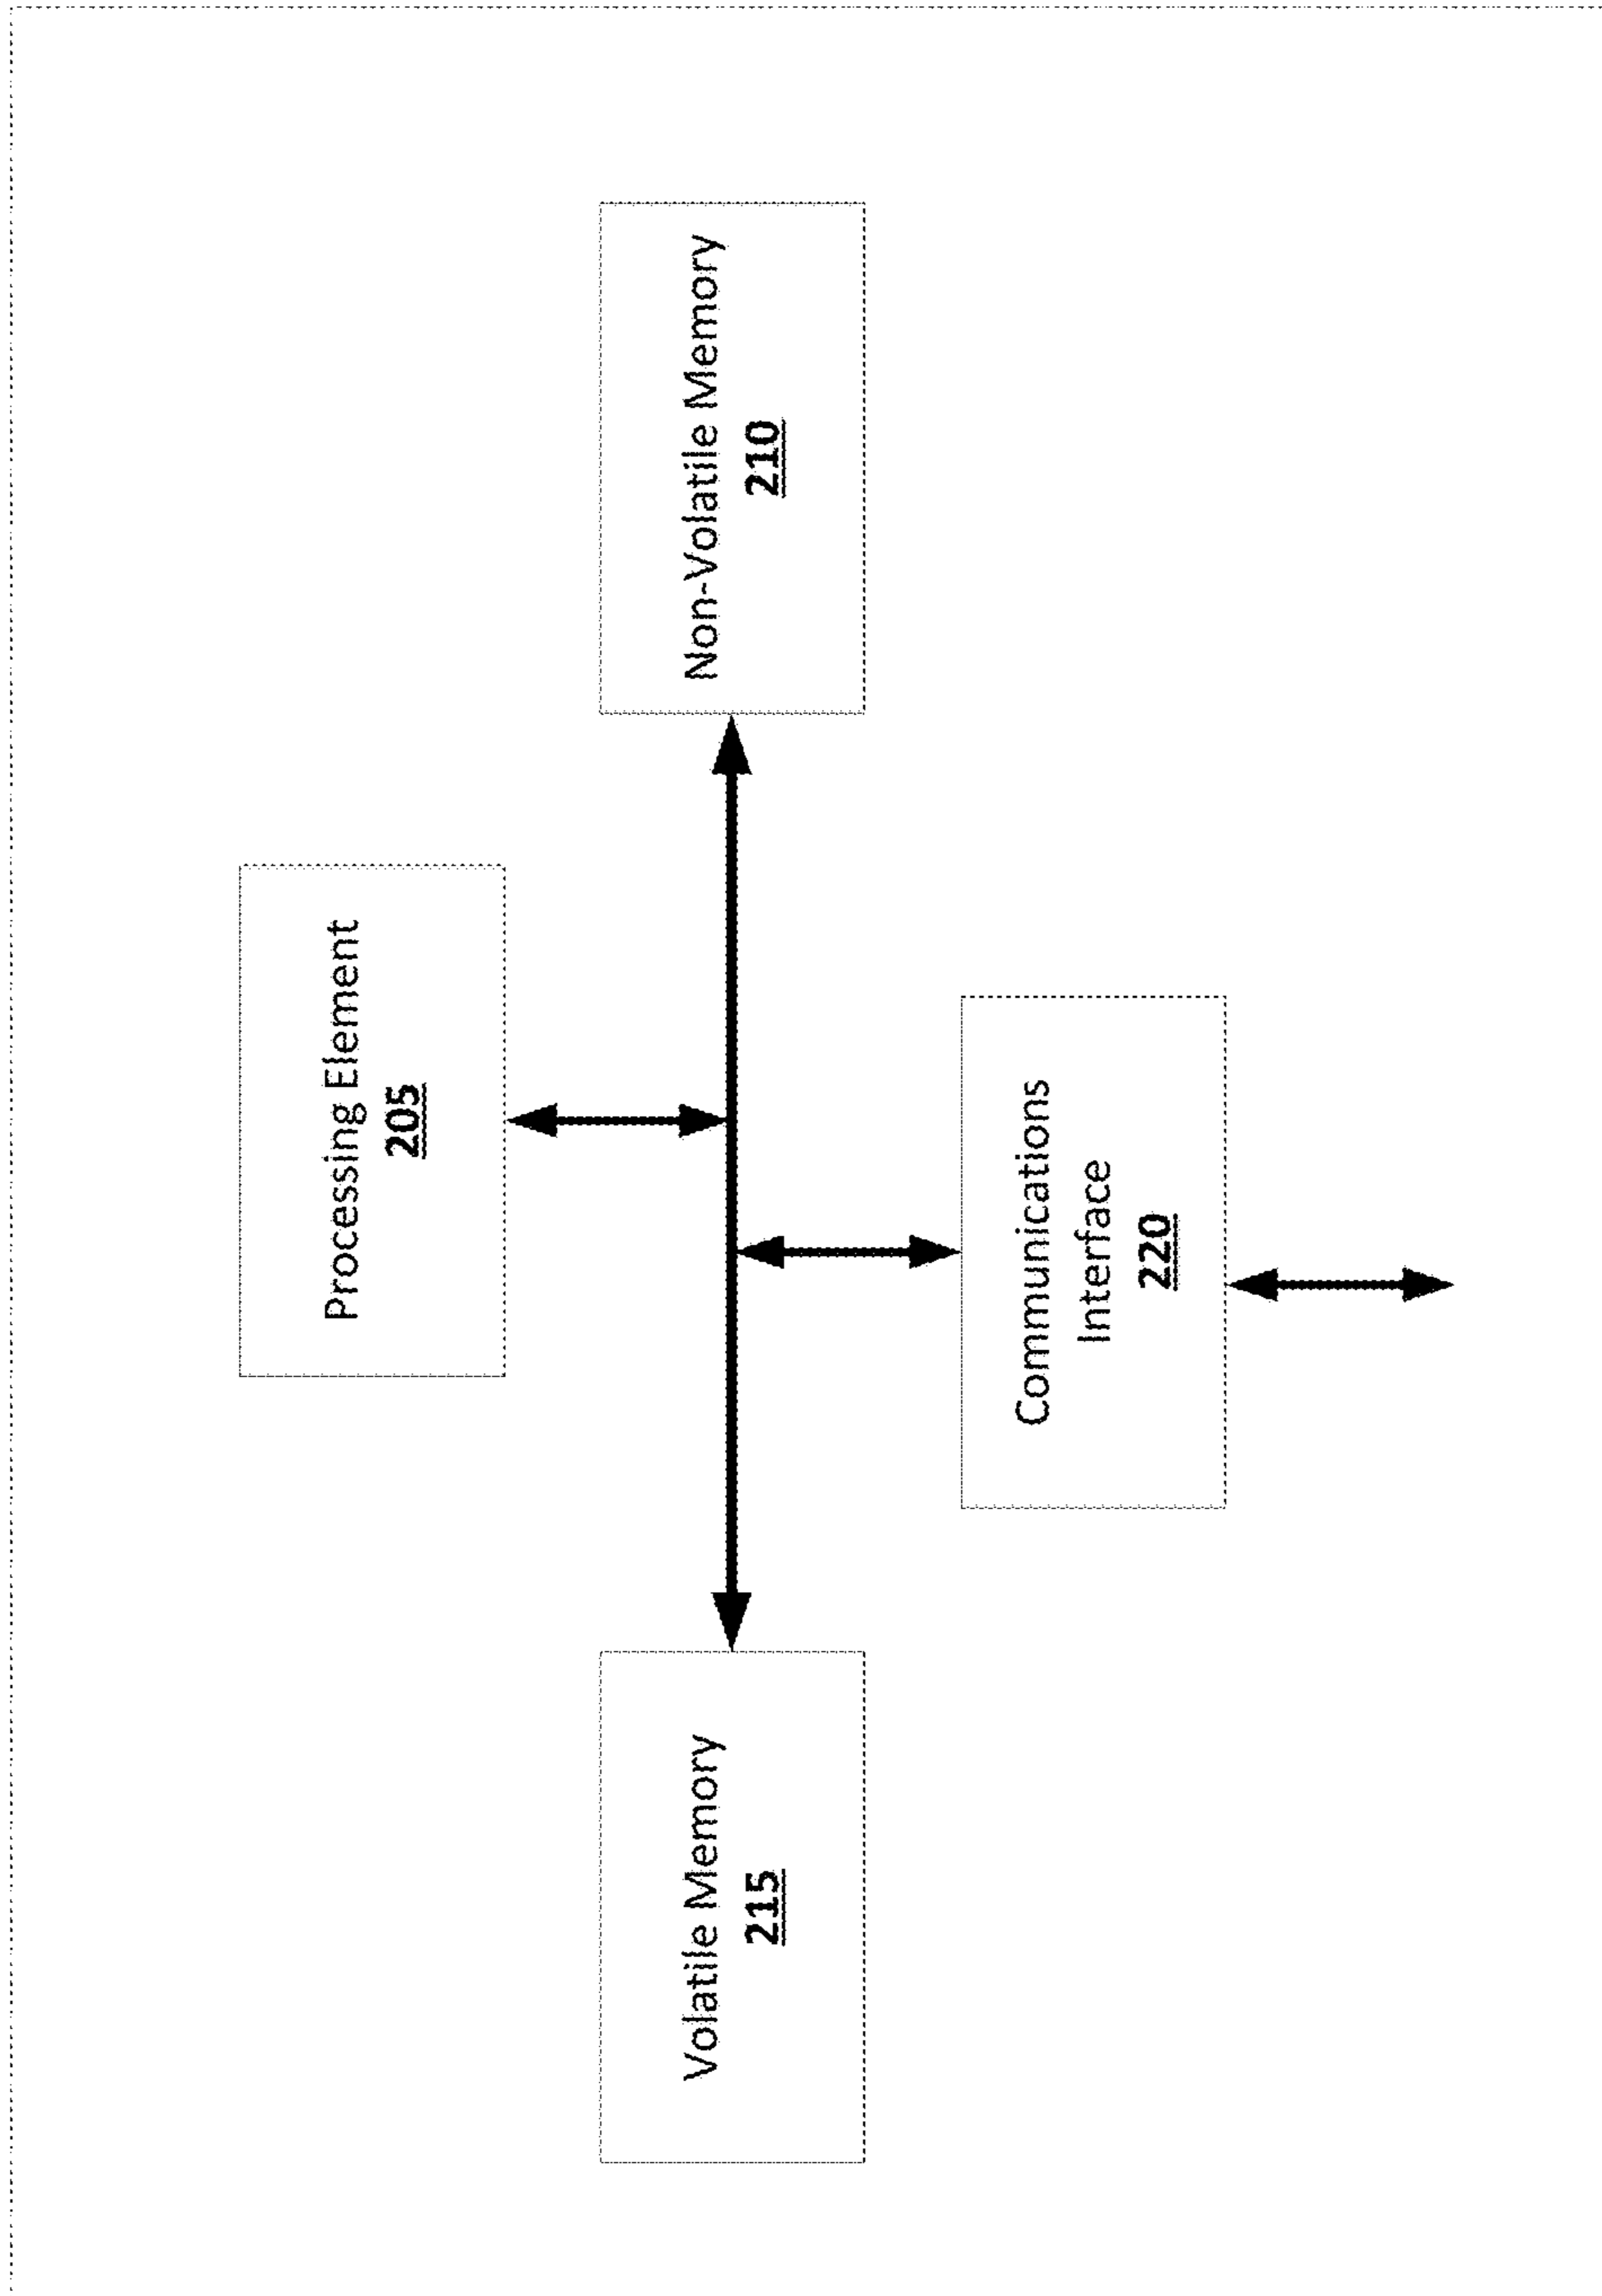 Processing Element
205
Volatile Memory
215
Non-Volatile Memory
210
Communications
Interface
220